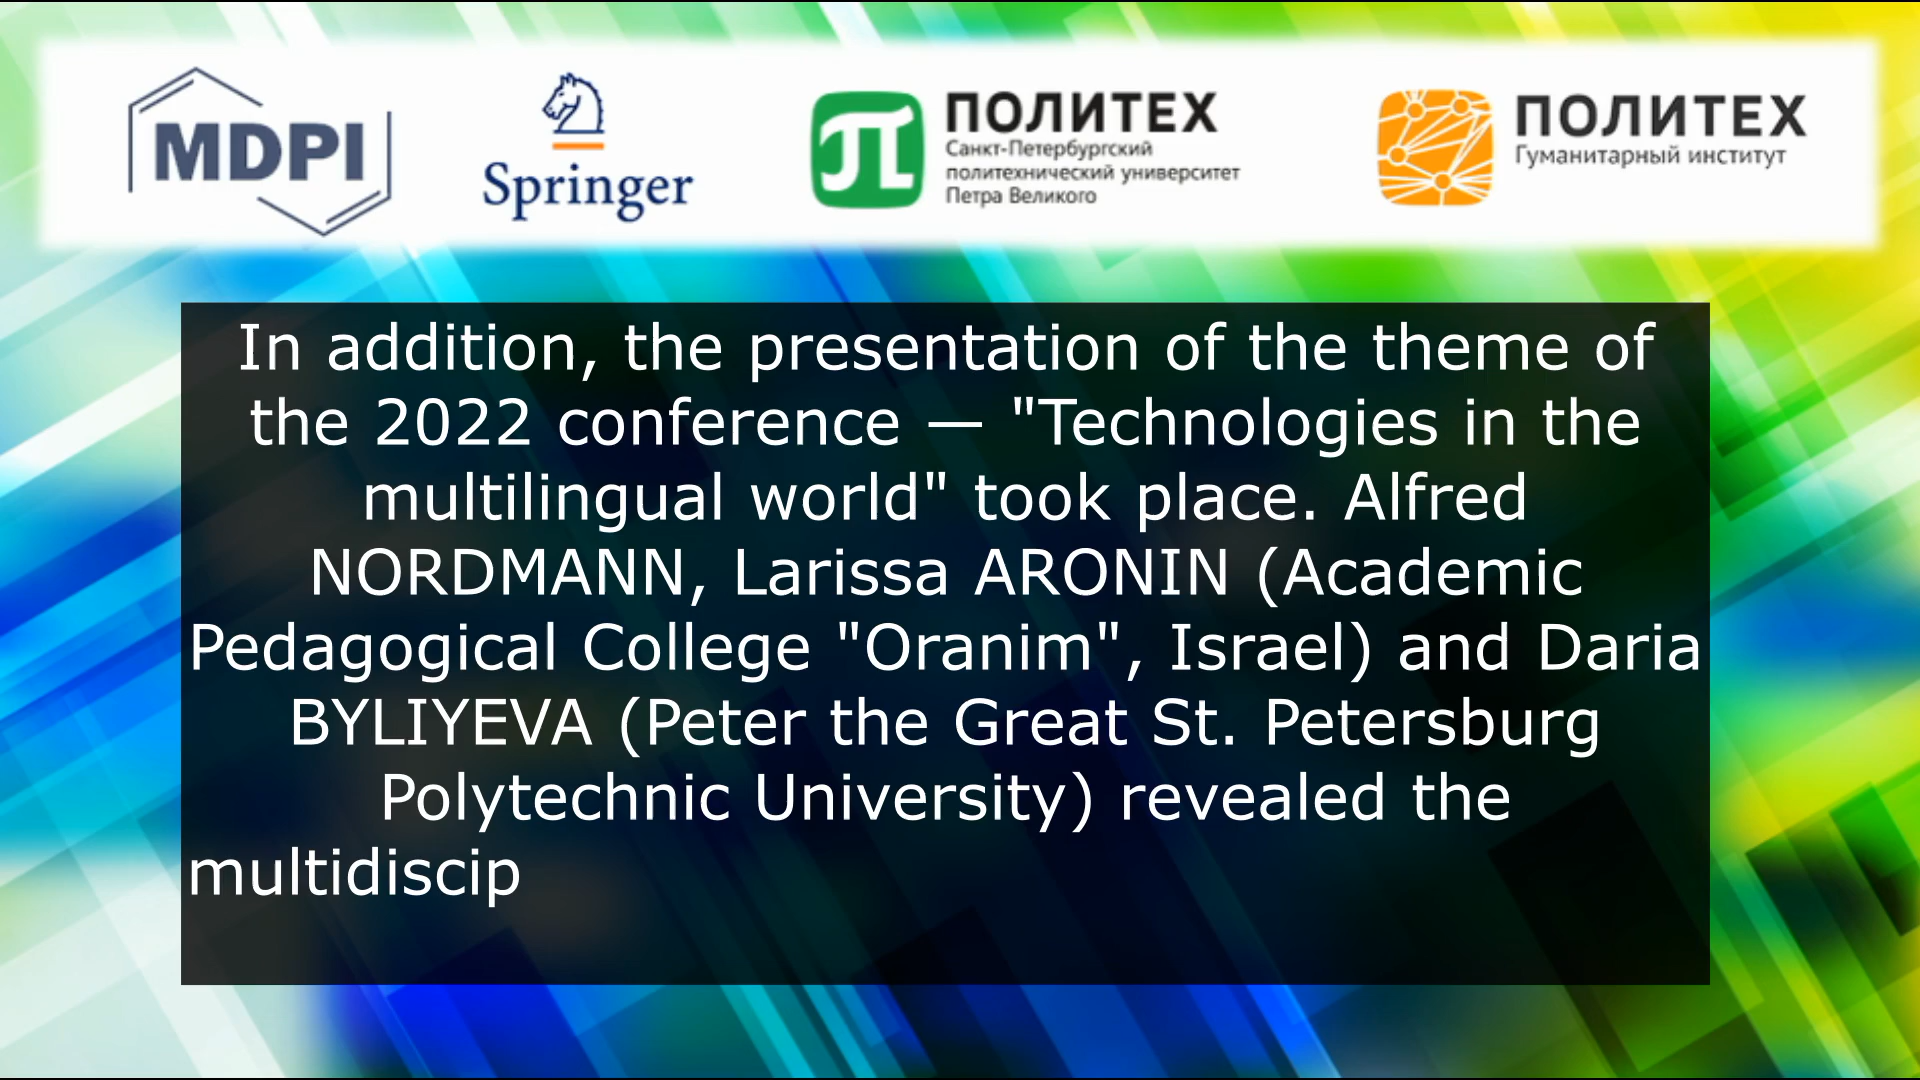 MDPI
Springer
ПОЛИТЕХ
Санкт-Петербургский
политехнический университет
Петра Великого
ПОЛИТЕХ
Гуманитарный институт
In addition, the presentation of the theme of
the 2022 conference — "Technologies in the
multilingual world" took place. Alfred
NORDMANN, Larissa ARONIN (Academic
Pedagogical College "Oranim", Israel) and Daria
BYLIYEVA (Peter the Great St. Petersburg
Polytechnic University) revealed the
multidiscip